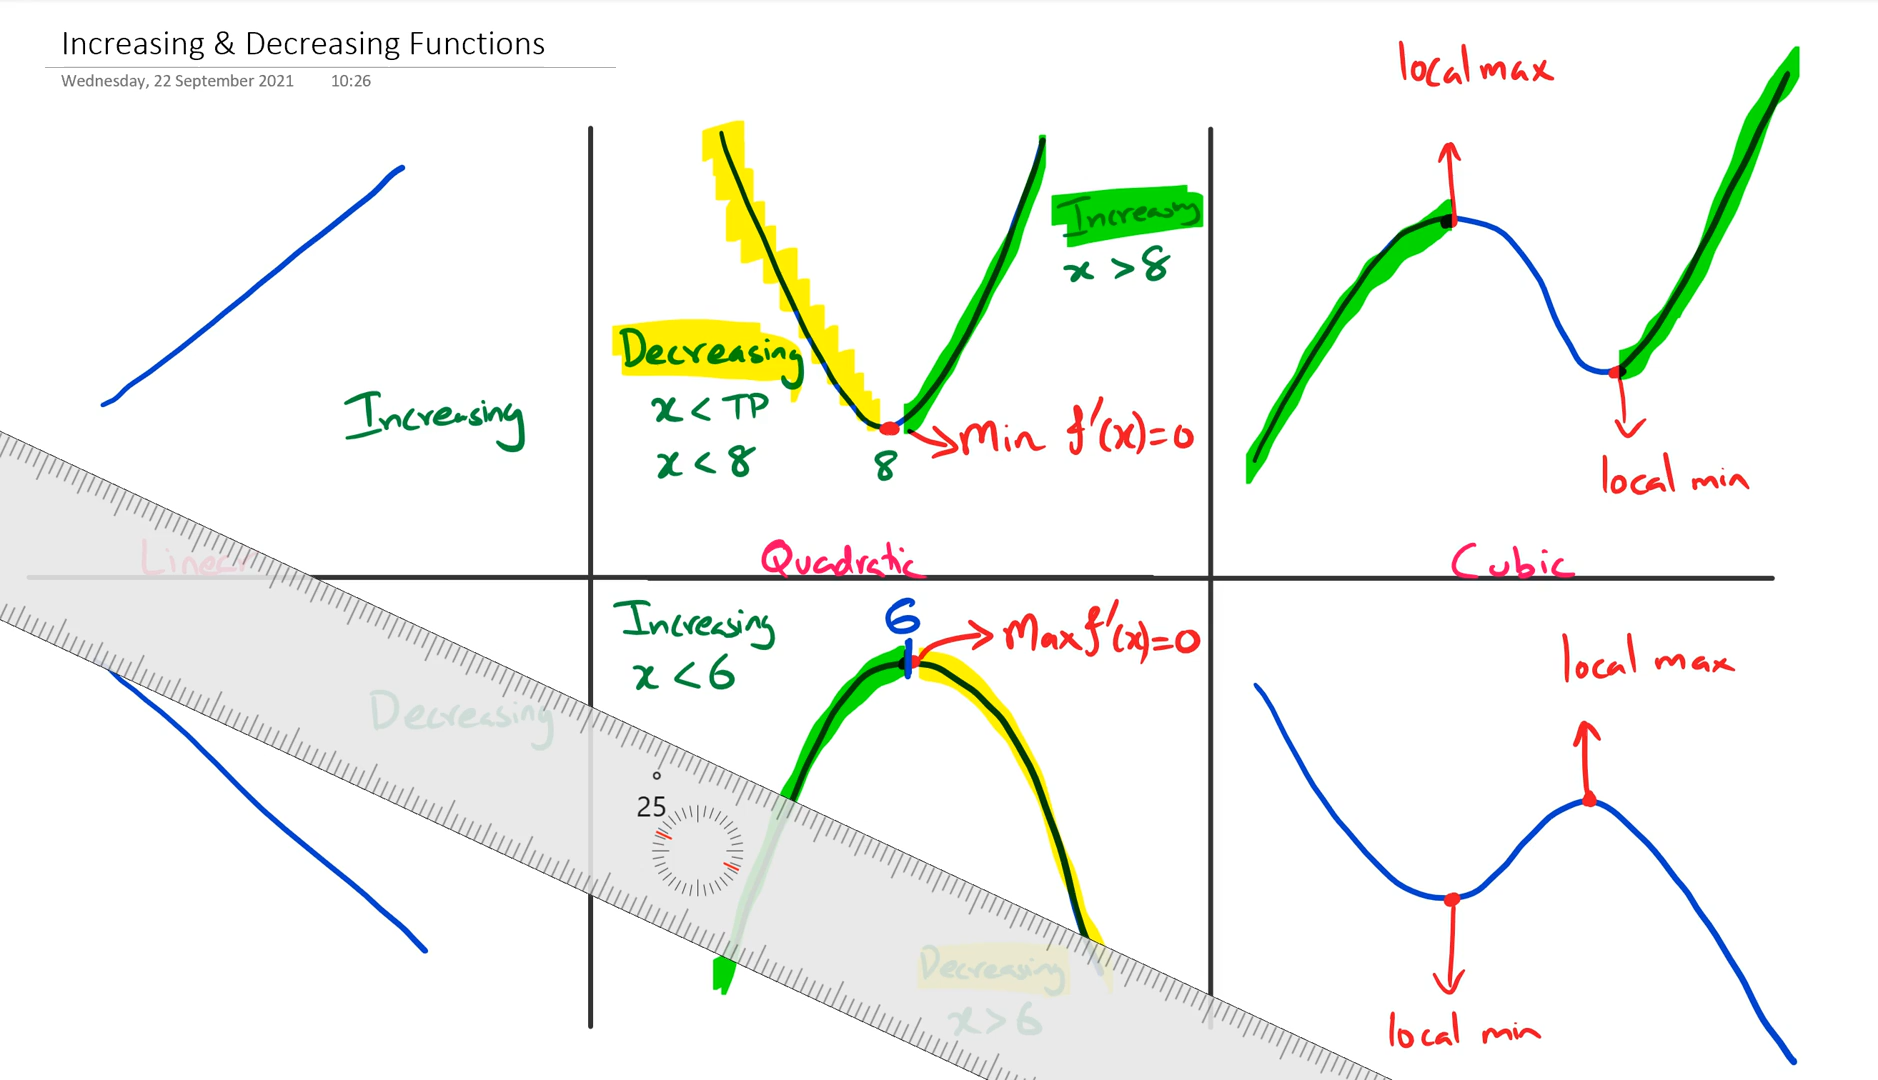 Increasing & Decreasing Functions
Wednesday, 22 September 2021 10:26
Increasing
Linear
Decreasing
Decreasing
x < TP
x < 8
8
Increasing
x > 8
Min f'(x)=0
Quadratic
Increasing
x < 6
6
Max f'(x)=0
25
°
Decreasing
x > 6
local max
local min
Cubic
local max
local min